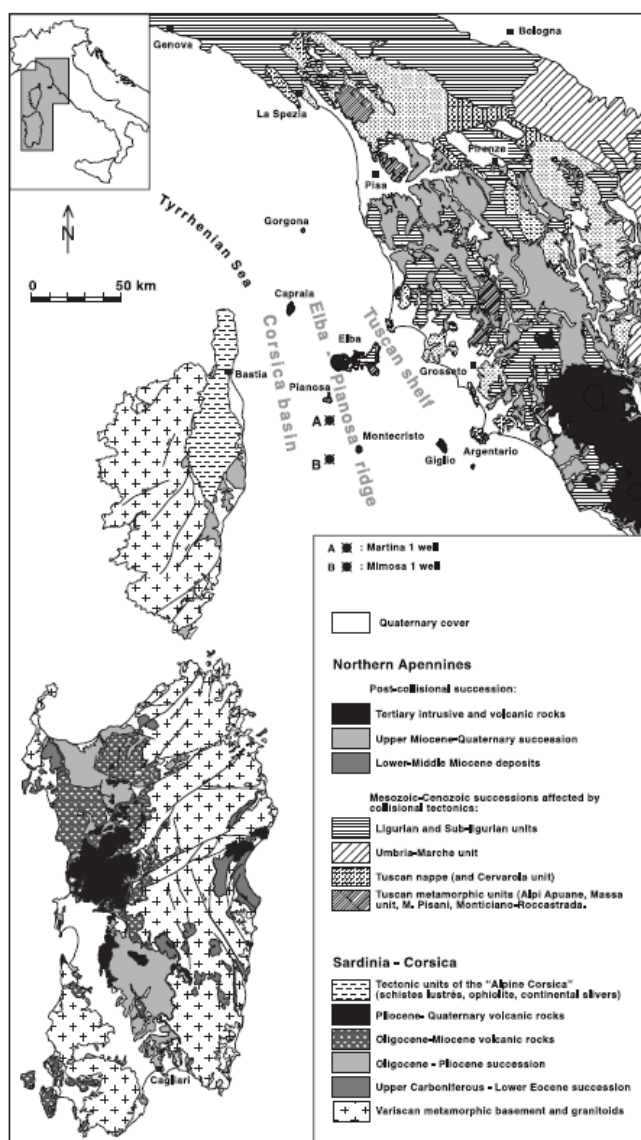 Bologna
Genova
La Spezia
Firenze
Pisa
Tyrrhenian Sea
N
Gorgona
0 50 km
Capraia
Elba
Bastia
Corsica basin
Elba - Pianosa ridge
Tuscan shelf
Grosseto
Pianosa
A
Montecristo
B
Giglio
Argentario
A : Martina 1 well
B : Mimosa 1 well
Quaternary cover
Northern Apennines
Post-collisional succession:
Tertiary intrusive and volcanic rocks
Upper Miocene-Quaternary succession
Lower-Middle Miocene deposits
Mesozoic-Cenozoic successions affected by
collisional tectonics:
Ligurian and Sub-ligurian units
Umbria-Marche unit
Tuscan nappe (and Cervarola unit)
Tuscan metamorphic units (Alpi Apuane, Massa
unit, M. Pisani, Monticiano-Roccastrada.
Sardinia - Corsica
Tectonic units of the "Alpine Corsica"
(schistes lustrés, ophiolite, continental slivers)
Pliocene- Quaternary volcanic rocks
Oligocene-Miocene volcanic rocks
Oligocene - Pliocene succession
Upper Carboniferous - Lower Eocene succession
Variscan metamorphic basement and granitoids
Cagliari